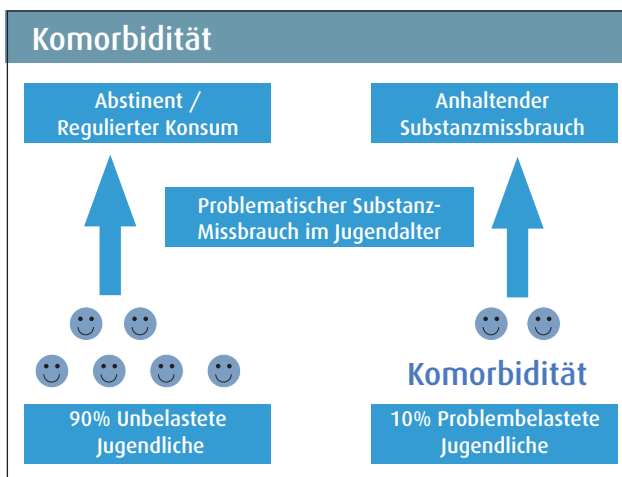 Komorbidität
Abstinent /
Regulierter Konsum
Anhaltender
Substanzmissbrauch
Problematischer Substanz-
Missbrauch im Jugendalter
Komorbidität
90% Unbelastete
Jugendliche
10% Problembelastete
Jugendliche